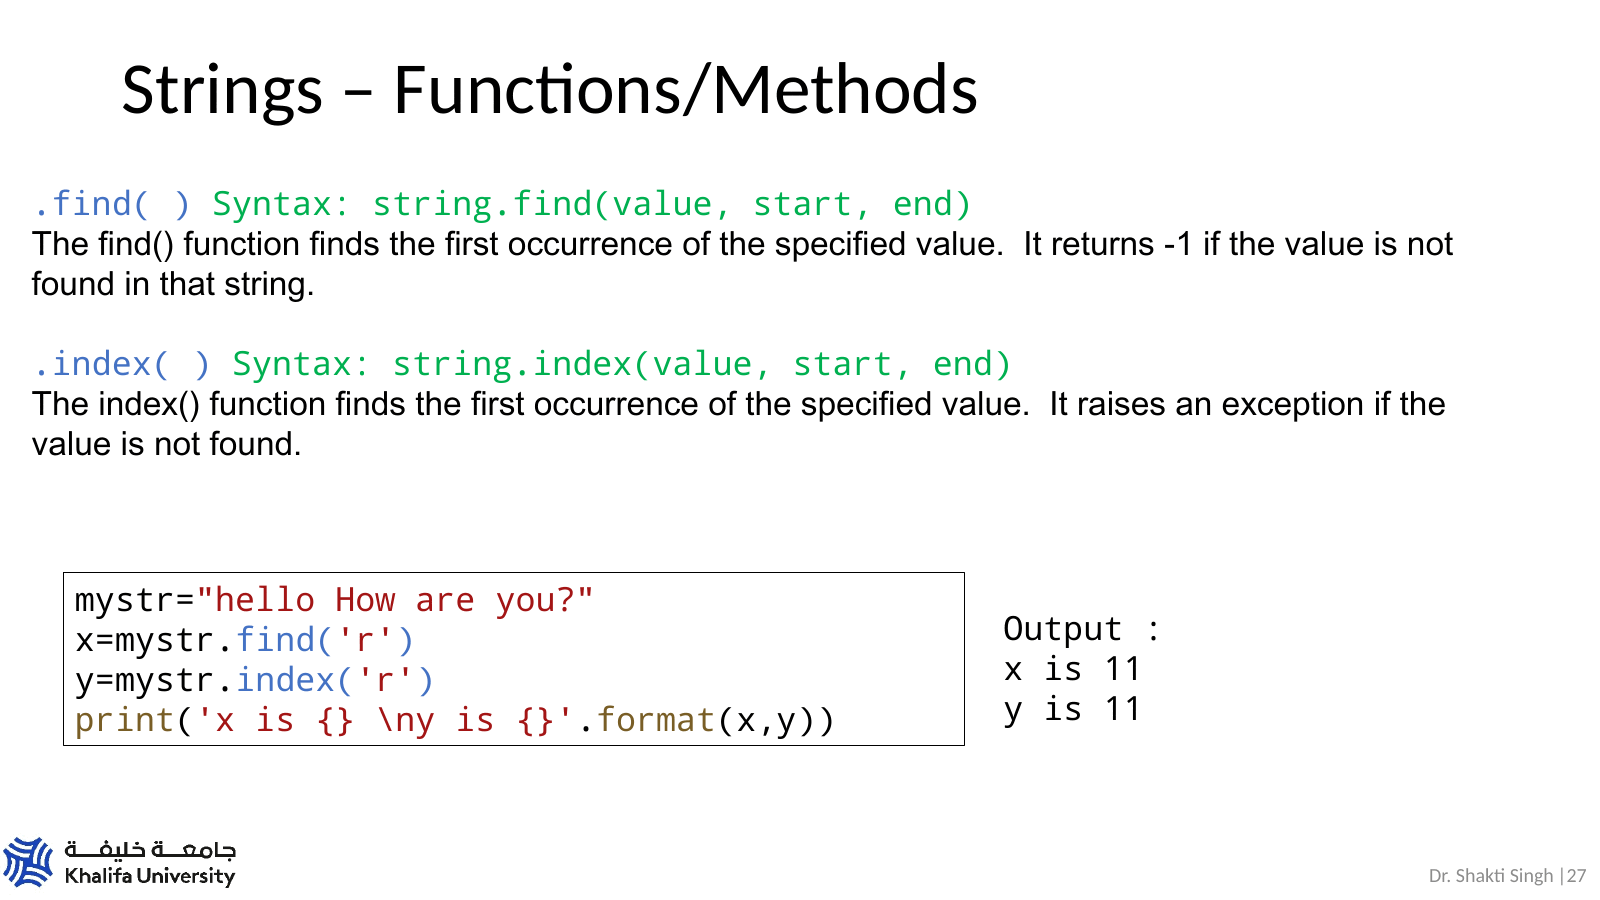 Strings – Functions/Methods
.find( ) Syntax: string.find(value, start, end)
The find() function finds the first occurrence of the specified value.  It returns -1 if the value is not
found in that string.
.index( ) Syntax: string.index(value, start, end)
The index() function finds the first occurrence of the specified value.  It raises an exception if the
value is not found.
mystr="hello How are you?"
x=mystr.find('r')
y=mystr.index('r')
print('x is {} \ny is {}'.format(x,y))
Output :
x is 11
y is 11
جامعة خليفة
Khalifa University
Dr. Shakti Singh |27